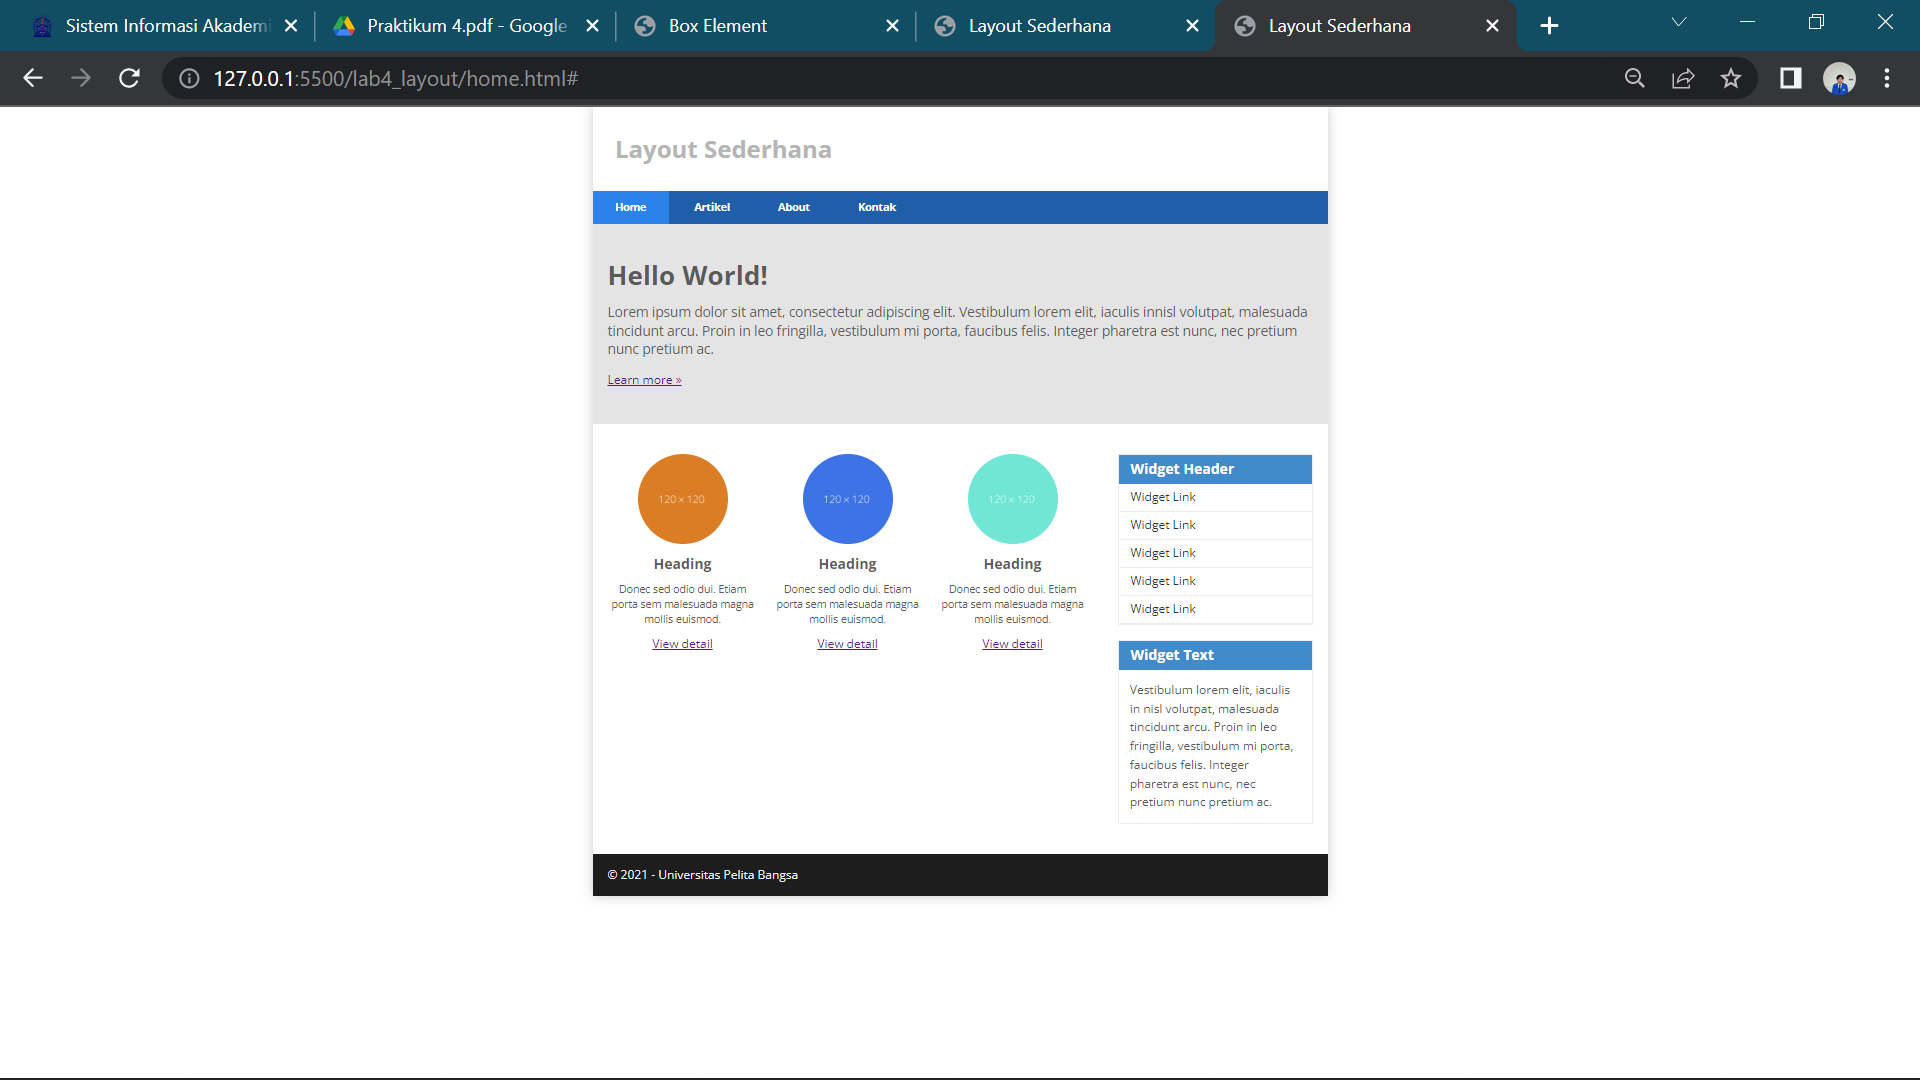 Sistem Informasi Akademi
Praktikum 4.pdf - Google
Box Element
Layout Sederhana
Layout Sederhana
127.0.0.1:5500/lab4_layout/home.html#
Layout Sederhana
Home
Artikel
About
Kontak
Hello World!
Lorem ipsum dolor sit amet, consectetur adipiscing elit. Vestibulum lorem elit, iaculis innisl volutpat, malesuada
tincidunt arcu. Proin in leo fringilla, vestibulum mi porta, faucibus felis. Integer pharetra est nunc, nec pretium
nunc pretium ac.
Learn more »
120 × 120
Heading
Donec sed odio dui. Etiam
porta sem malesuada magna
mollis euismod.
View detail
120 × 120
Heading
Donec sed odio dui. Etiam
porta sem malesuada magna
mollis euismod.
View detail
120 × 120
Heading
Donec sed odio dui. Etiam
porta sem malesuada magna
mollis euismod.
View detail
Widget Header
Widget Link
Widget Link
Widget Link
Widget Link
Widget Link
Widget Text
Vestibulum lorem elit, iaculis
in nisl volutpat, malesuada
tincidunt arcu. Proin in leo
fringilla, vestibulum mi porta,
faucibus felis. Integer
pharetra est nunc, nec
pretium nunc pretium ac.
© 2021 - Universitas Pelita Bangsa